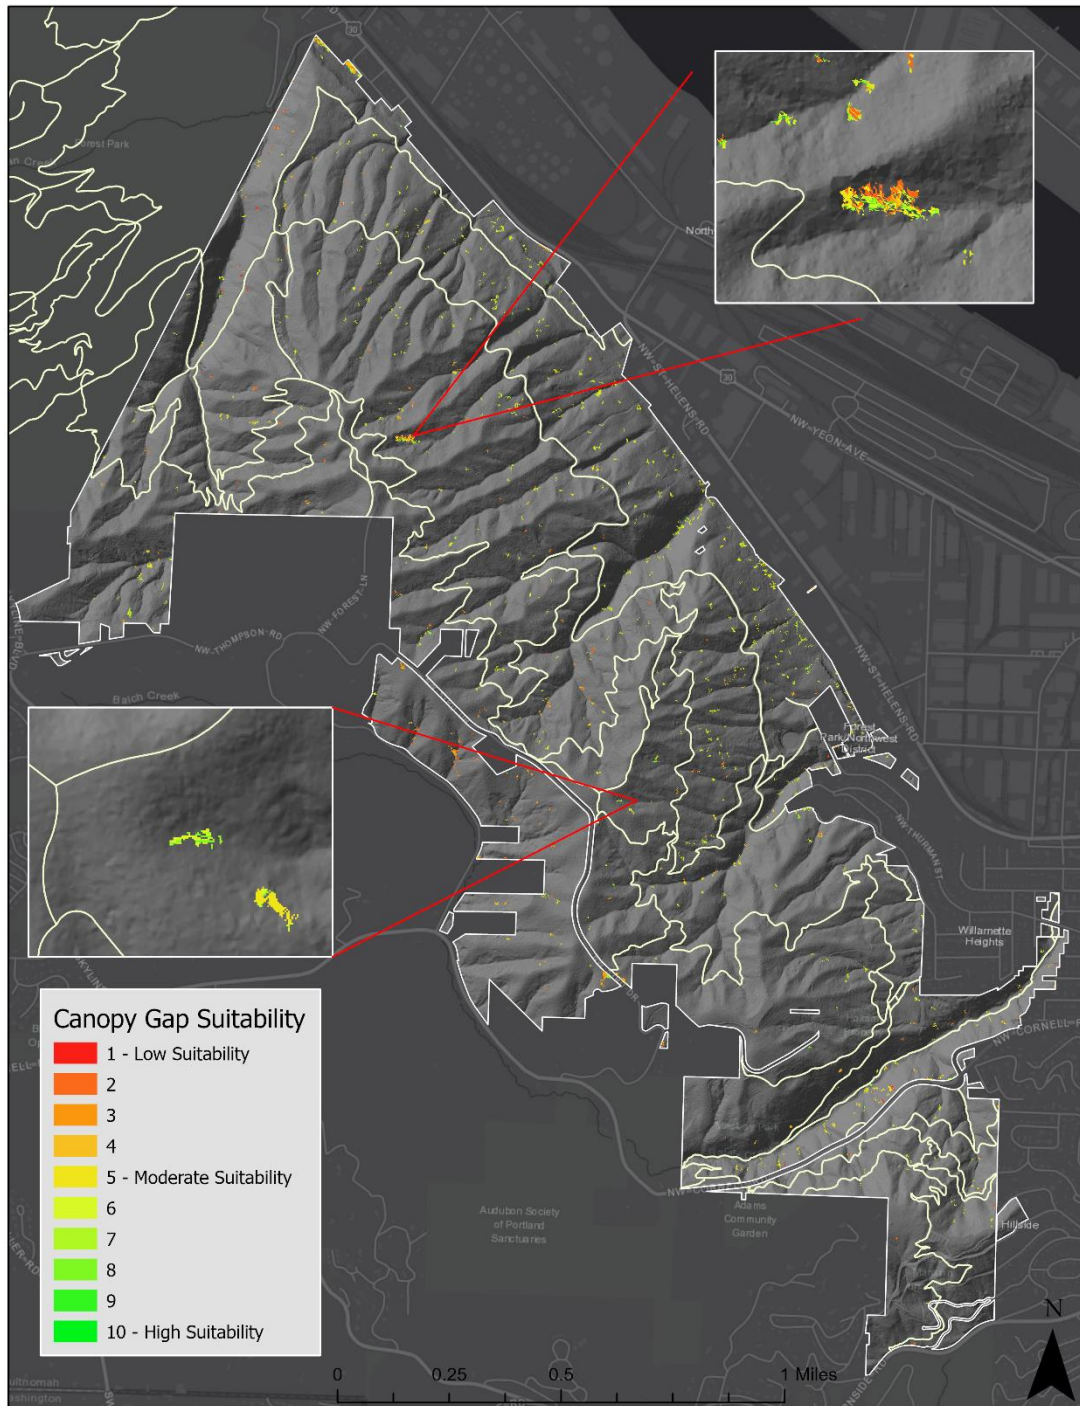 30
Forest Park
North
NW-ST-HELENS-RD
30
NW-YEON-AVE
NW-FOREST-LN
NW-THOMPSON-RD
Balch Creek
NW-ST-HELENS-RD
Forest
Park/Northwest
District
NW-THURMAN-ST
Willamette
Heights
NW-CORNELL-R
Canopy Gap Suitability
1 - Low Suitability
2
3
4
5 - Moderate Suitability
6
7
8
9
10 - High Suitability
Audubon Society
of Portland
Sanctuaries
Adams
Community
Garden
Hillside
N
0
0.25
0.5
1 Miles